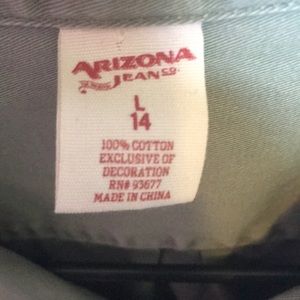 ARIZONA
JEAN CO.
L
14
100% COTTON
EXCLUSIVE OF
DECORATION
RN# 93677
MADE IN CHINA